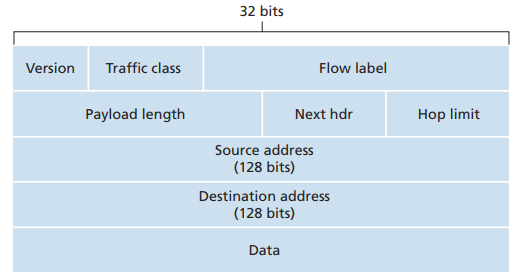 32 bits
Version
Traffic class
Flow label
Payload length
Next hdr
Hop limit
Source address
(128 bits)
Destination address
(128 bits)
Data